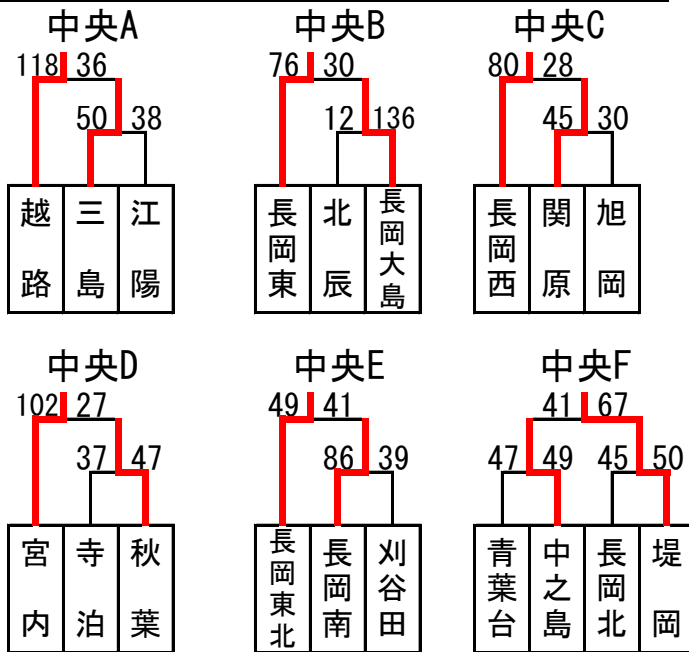 中央A
118 36
50 38
越路 三島 江陽
中央B
76 30
12 136
長岡東 北辰 長岡大島
中央C
80 28
45 30
長岡西 関原 旭岡
中央D
102 27
37 47
宮内 寺泊 秋葉
中央E
49 41
86 39
長岡東北 長岡南 刈谷田
中央F
41 67
47 49 45 50
青葉台 中之島 長岡北 堤岡